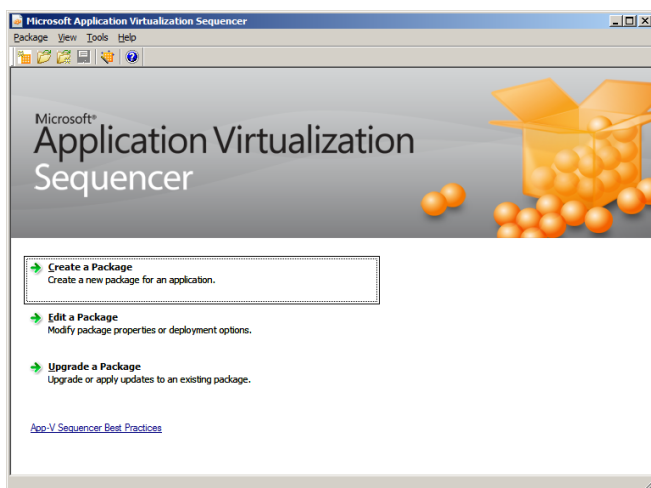 Microsoft Application Virtualization Sequencer
Package View Tools Help
Microsoft®
Application Virtualization
Sequencer
Create a Package
Create a new package for an application.
Edit a Package
Modify package properties or deployment options.
Upgrade a Package
Upgrade or apply updates to an existing package.
App-V Sequencer Best Practices